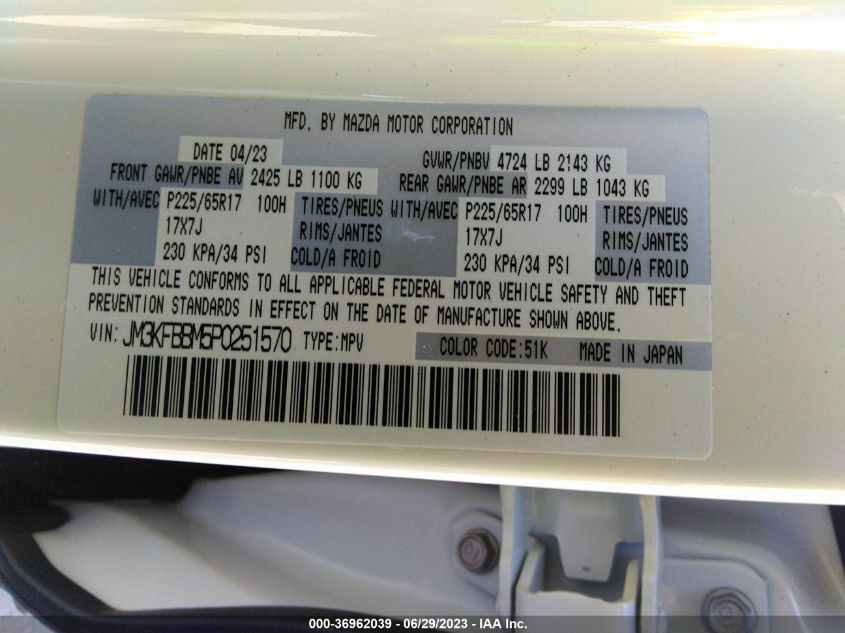 MFD. BY MAZDA MOTOR CORPORATION
DATE 04/23 GVWR/PNBV 4724 LB 2143 KG
FRONT GAWR/PNBE AV 2425 LB 1100 KG REAR GAWR/PNBE AR 2299 LB 1043 KG
WITH/AVEC P225/65R17 100H TIRES/PNEUS WITH/AVEC P225/65R17 100H TIRES/PNEUS
17X7J RIMS/JANTES 17X7J RIMS/JANTES
230 KPA/34 PSI COLD/A FROID 230 KPA/34 PSI COLD/A FROID
THIS VEHICLE CONFORMS TO ALL APPLICABLE FEDERAL MOTOR VEHICLE SAFETY AND THEFT
PREVENTION STANDARDS IN EFFECT ON THE DATE OF MANUFACTURE SHOWN ABOVE.
VIN: JM3KFBBM5P0251570 TYPE:MPV COLOR CODE:51K MADE IN JAPAN
000-36962039 - 06/29/2023 - IAA Inc.